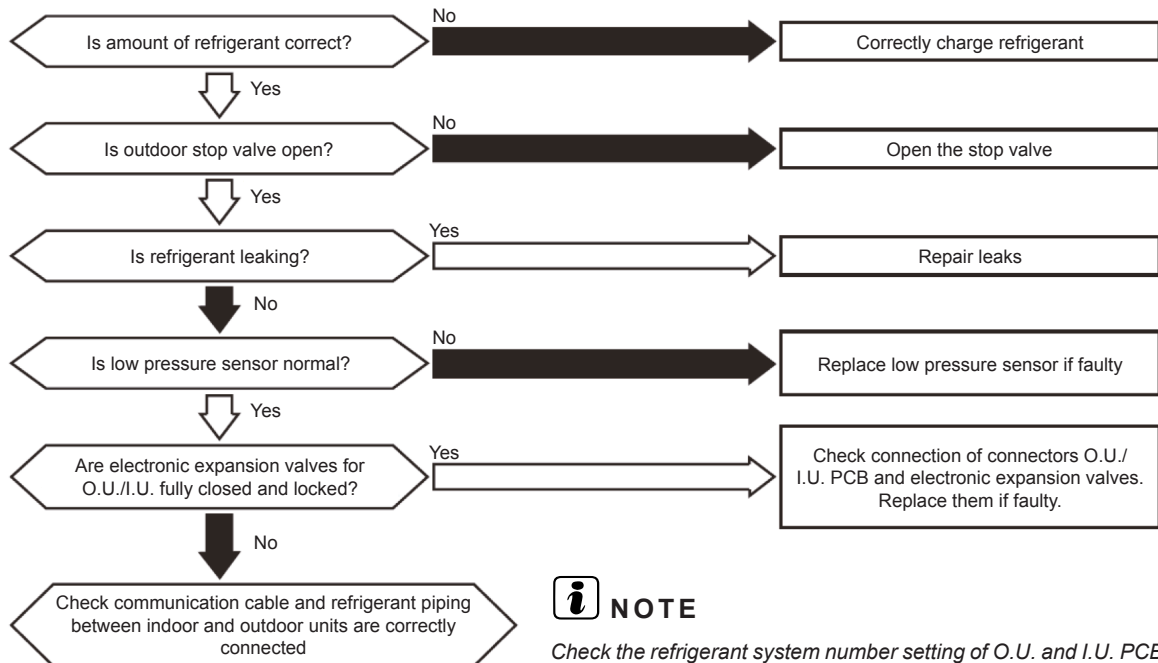 No
Is amount of refrigerant correct?
Correctly charge refrigerant
Yes
No
Is outdoor stop valve open?
Open the stop valve
Yes
Yes
Is refrigerant leaking?
Repair leaks
No
No
Is low pressure sensor normal?
Replace low pressure sensor if faulty
Yes
Yes
Are electronic expansion valves for
O.U./I.U. fully closed and locked?
Check connection of connectors O.U./
I.U. PCB and electronic expansion valves.
Replace them if faulty.
No
Check communication cable and refrigerant piping
between indoor and outdoor units are correctly
connected
i NOTE
Check the refrigerant system number setting of O.U. and I.U. PCB